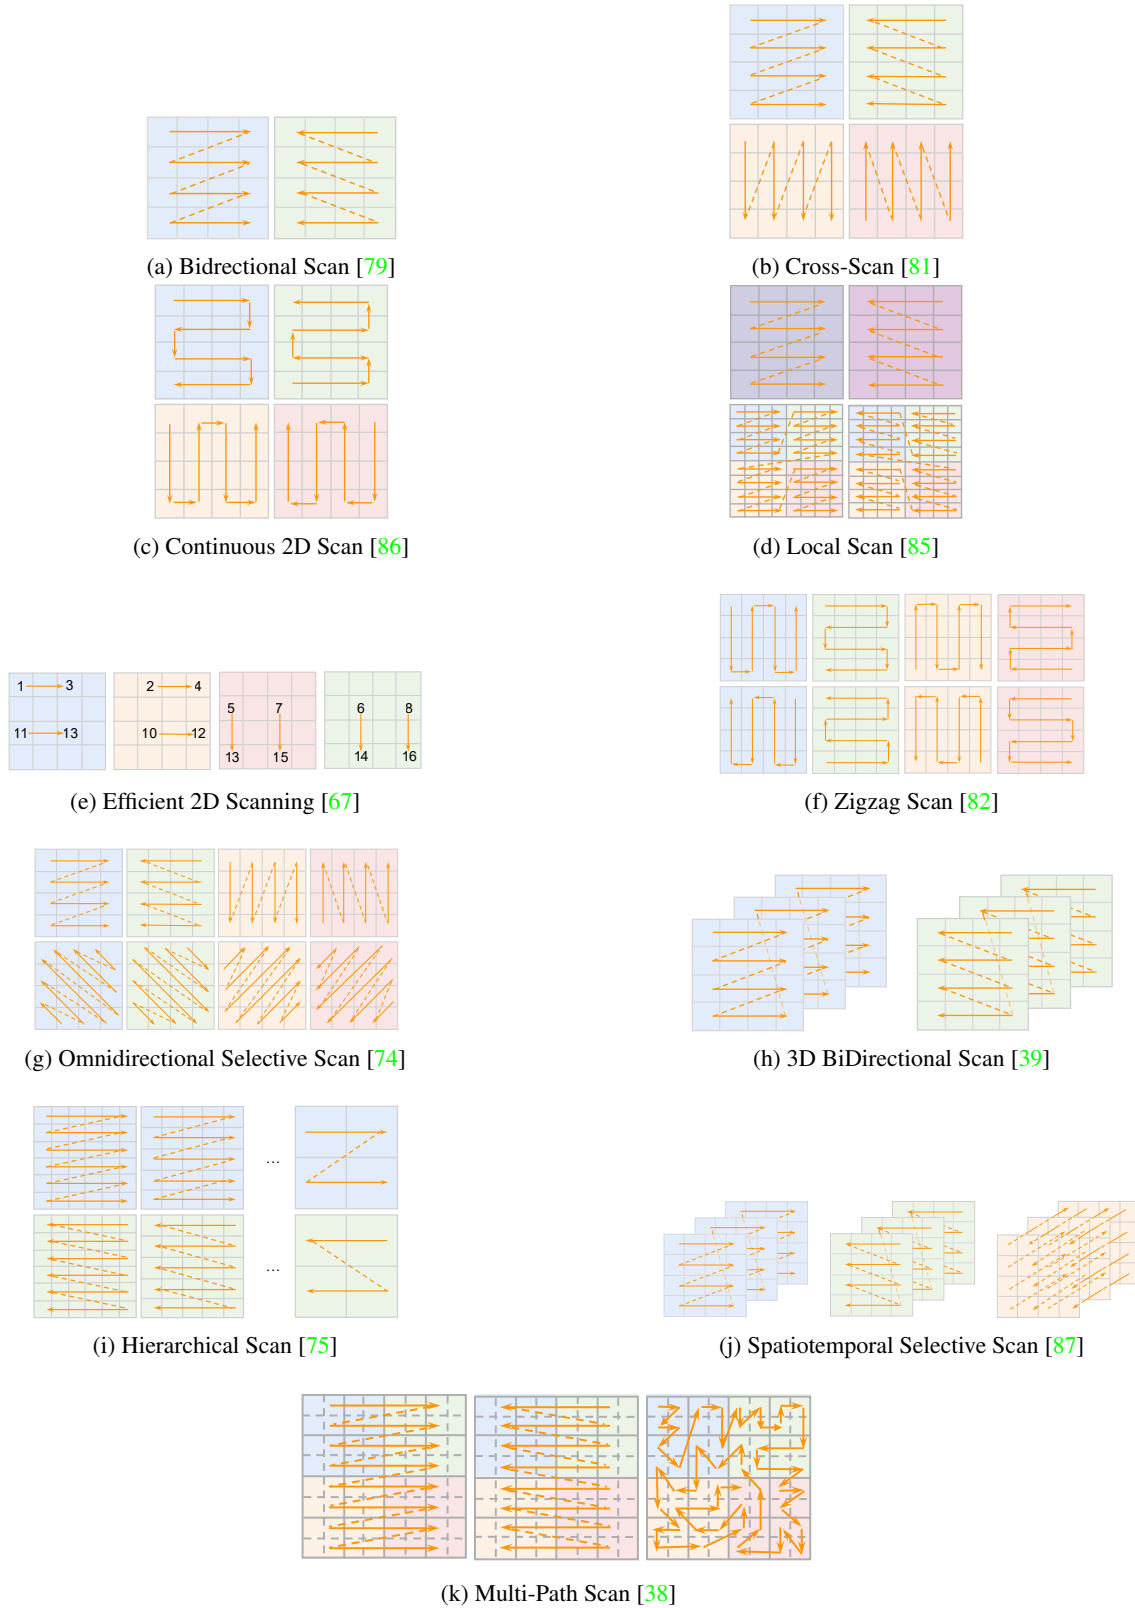 (a) Bidrectional Scan [79]
(b) Cross-Scan [81]
(c) Continuous 2D Scan [86]
(d) Local Scan [85]
1 3 2 4
5 7 6 8
11 13 10 12
13 15 14 16
(e) Efficient 2D Scanning [67]
(f) Zigzag Scan [82]
(g) Omnidirectional Selective Scan [74]
(h) 3D BiDirectional Scan [39]
...
...
(i) Hierarchical Scan [75]
(j) Spatiotemporal Selective Scan [87]
(k) Multi-Path Scan [38]